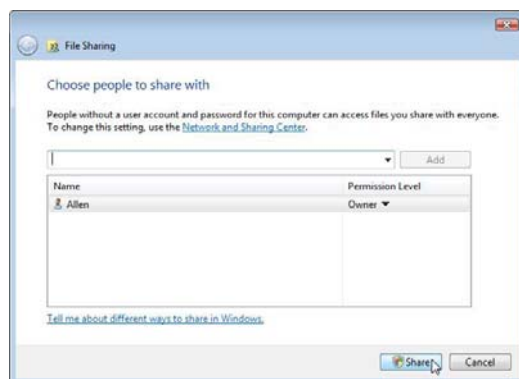 File Sharing
Choose people to share with
People without a user account and password for this computer can access files you share with everyone.
To change this setting, use the Network and Sharing Center.
Add
Name Permission Level
Allen Owner
Tell me about different ways to share in Windows.
Share Cancel